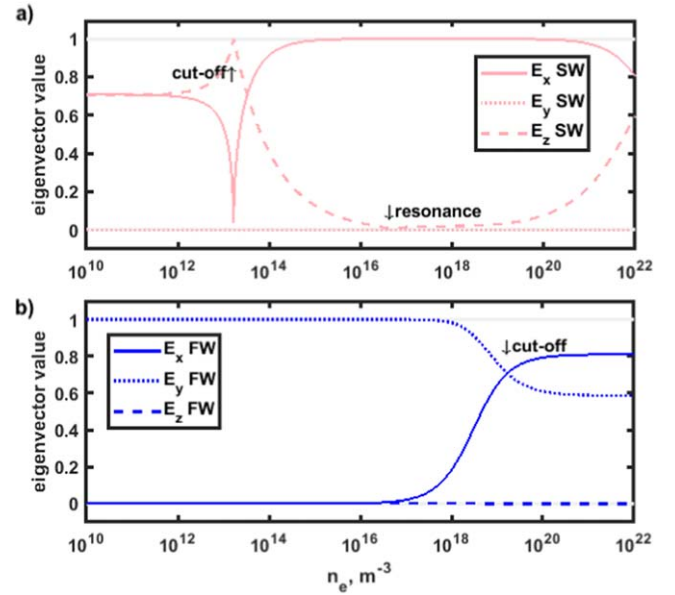 a)
eigenvector value
1
0.8
0.6
0.4
0.2
0
cut-off↑
↓resonance
E_x SW
E_y SW
E_z SW
10^10 10^12 10^14 10^16 10^18 10^20 10^22
b)
eigenvector value
1
0.8
0.6
0.4
0.2
0
E_x FW
E_y FW
E_z FW
↓cut-off
10^10 10^12 10^14 10^16 10^18 10^20 10^22
n_e, m^-3